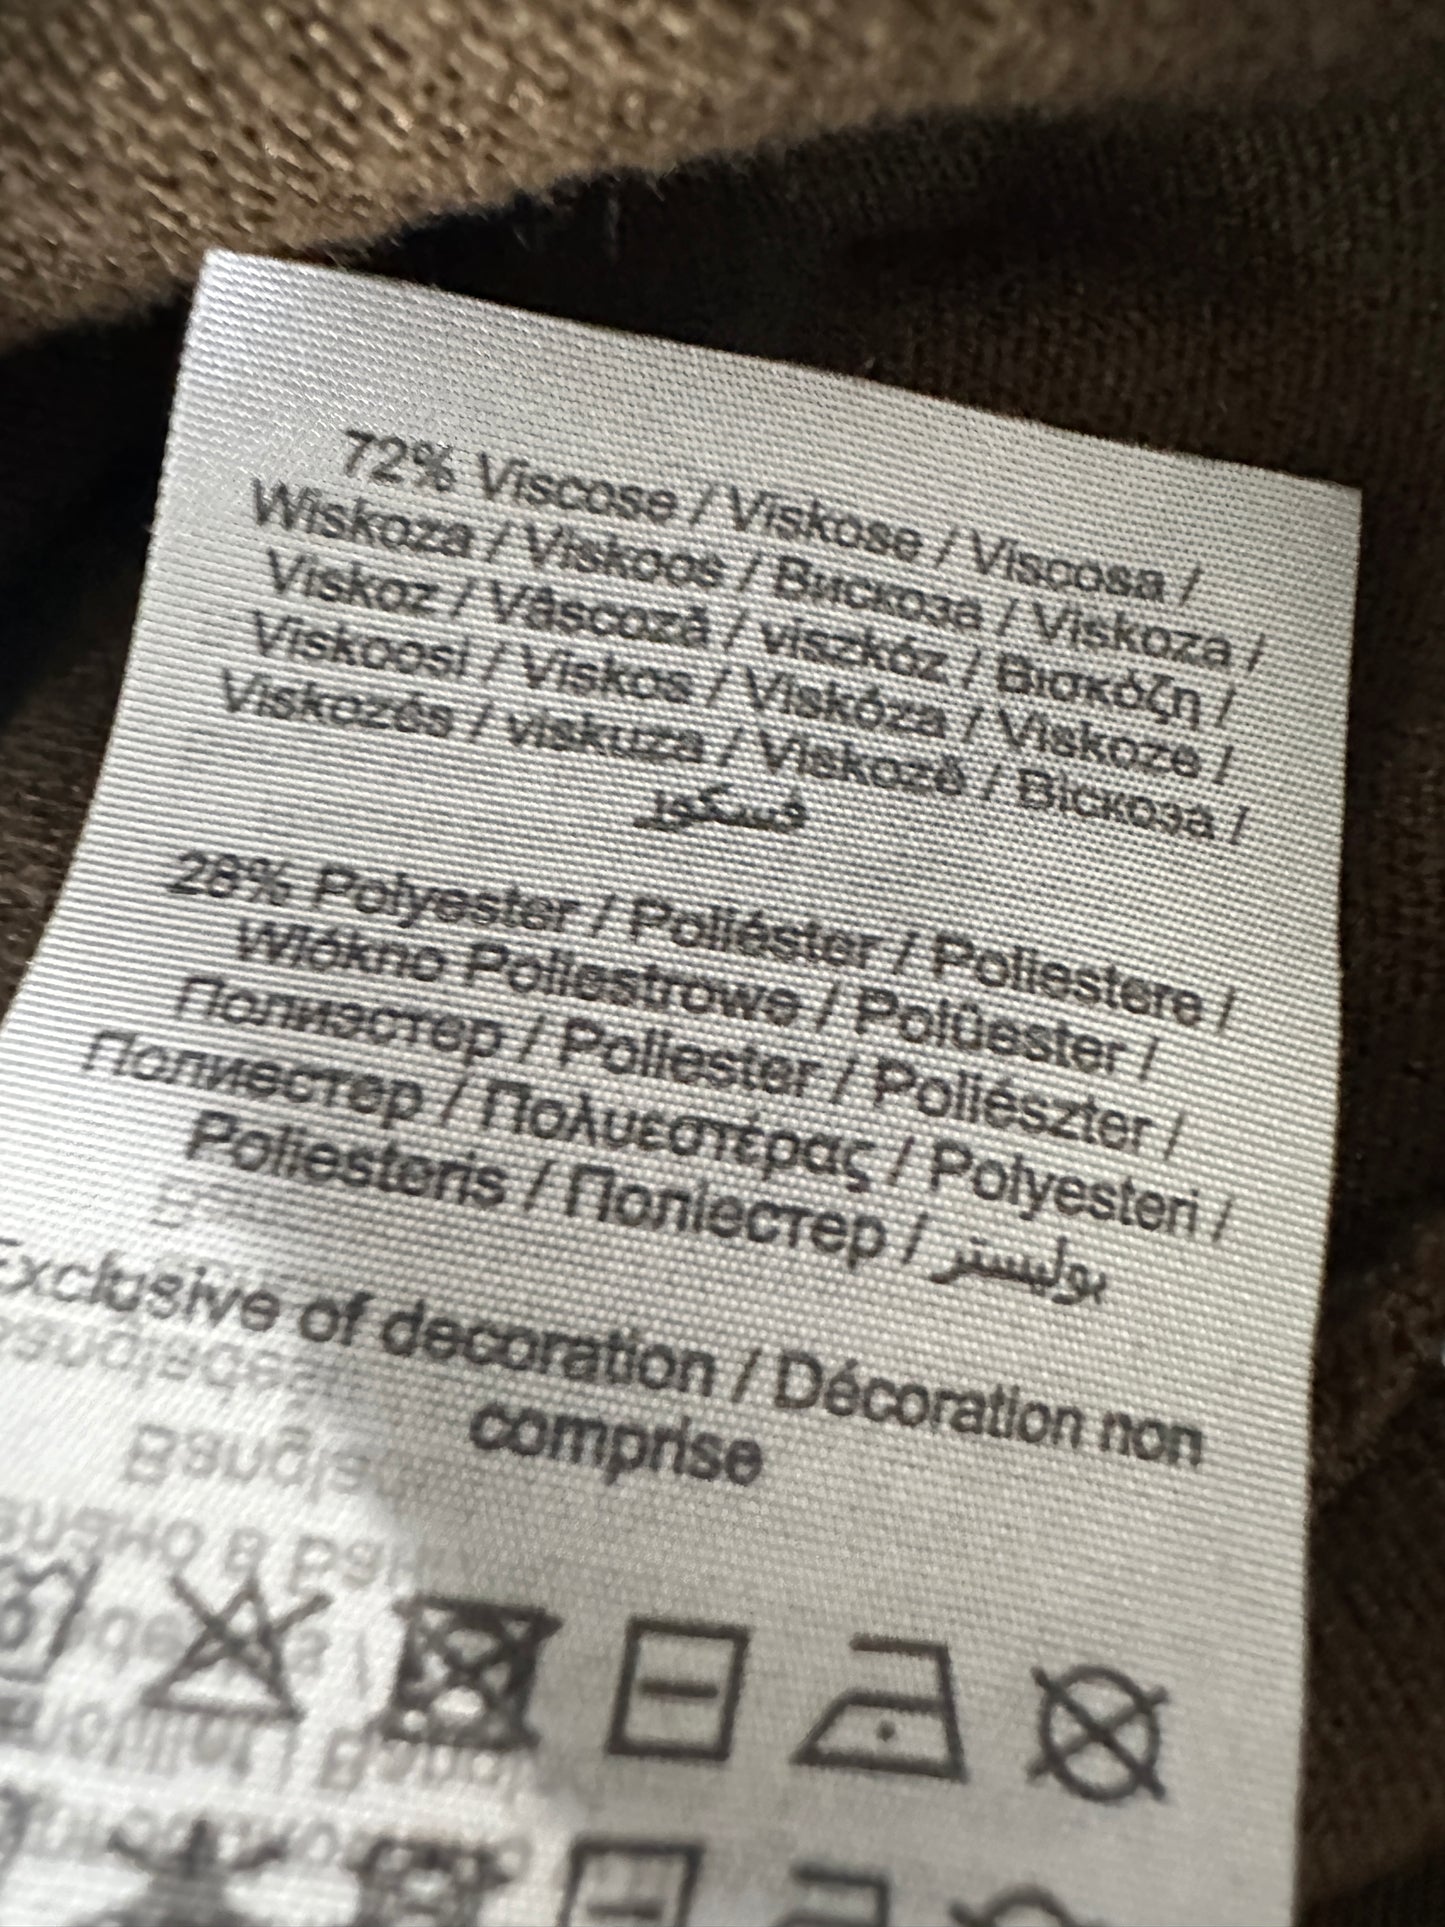 72% Viscose / Viskose / Viscosa /
Wiskoza / Viskoos / Вискоза / Viskoza /
Viskoz / Vâscoză / viszkóz / Βισκόζη /
Viskoosi / Viskos / Viskóza / Viskoze /
Viskozės / viskuza / Viskozë / Віскоза /
فسكوز
28% Polyester / Poliéster / Poliestere /
Wlókno Poliestrowe / Polüester /
Полиэстер / Poliester / Poliészter /
Полиестер / Πολυεστέρας / Polyesteri /
Poliesteris / Поліестер / بوليستر
Exclusive of decoration / Décoration non
comprise